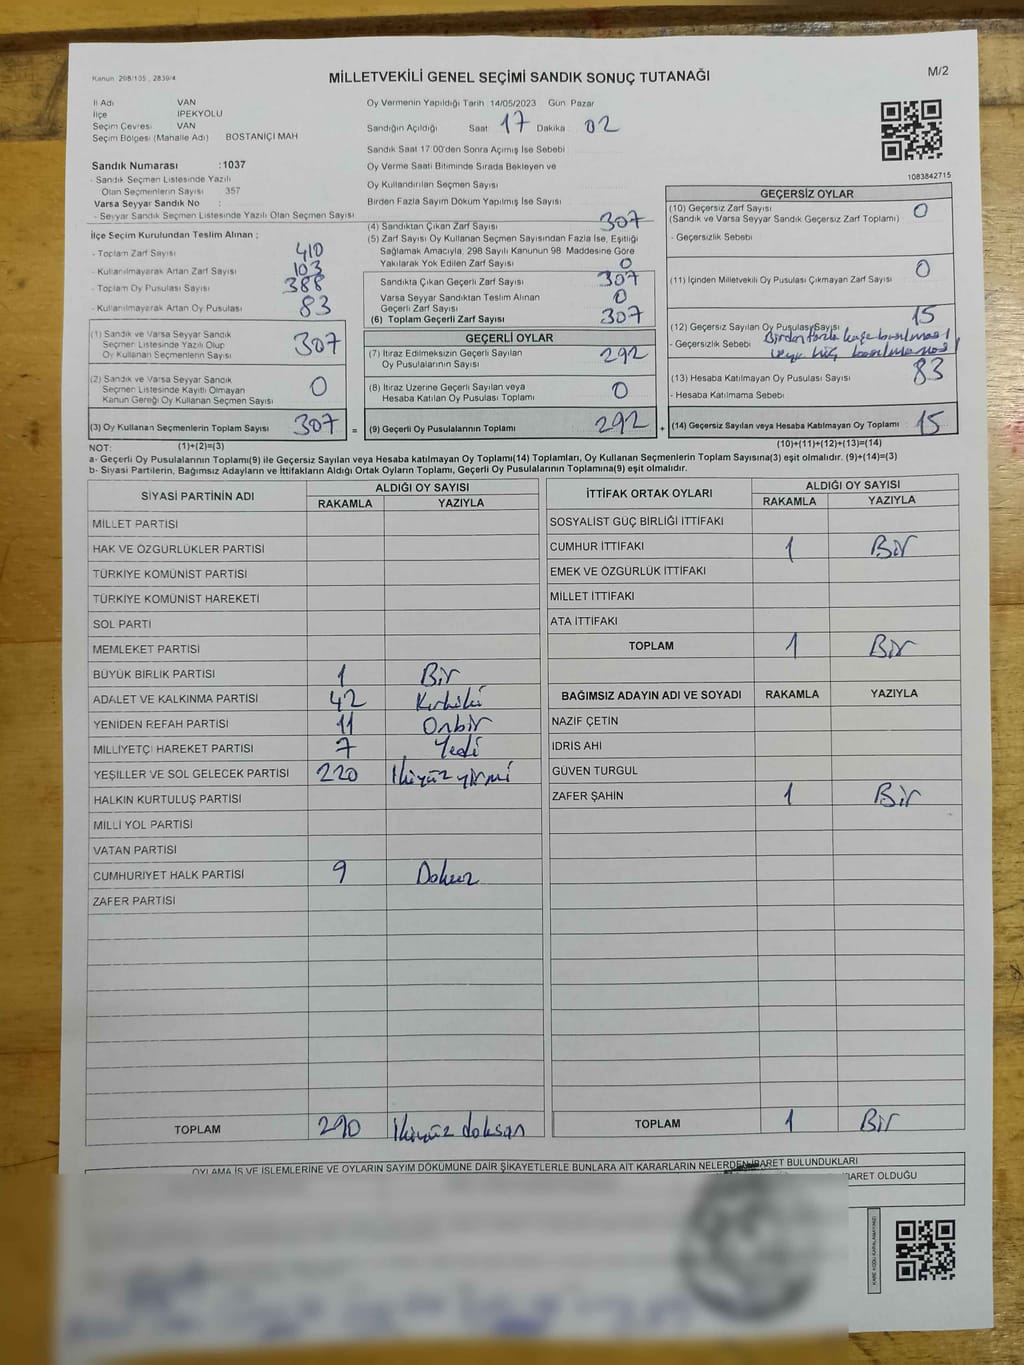 Kanun 298/105 , 2839/4
MİLLETVEKİLİ GENEL SEÇİMİ SANDIK SONUÇ TUTANAĞI
M/2
İl Adı VAN
İlçe İPEKYOLU
Seçim Çevresi VAN
Seçim Bölgesi (Mahalle Adı) BOSTANİÇİ MAH
Sandık Numarası :1037
- Sandık Seçmen Listesinde Yazılı
Olan Seçmenlerin Sayısı 357
Varsa Seyyar Sandık No :
- Seyyar Sandık Seçmen Listesinde Yazılı Olan Seçmen Sayısı
İlçe Seçim Kurulundan Teslim Alınan ;
- Toplam Zarf Sayısı 410
- Kullanılmayarak Artan Zarf Sayısı 103
- Toplam Oy Pusulası Sayısı 388
- Kullanılmayarak Artan Oy Pusulası 83
(1) Sandık ve Varsa Seyyar Sandık
Seçmen Listesinde Yazılı Olup
Oy Kullanan Seçmenlerin Sayısı 307
(2) Sandık ve Varsa Seyyar Sandık
Seçmen Listesinde Kayıtlı Olmayan
Kanun Gereği Oy Kullanan Seçmen Sayısı 0
(3) Oy Kullanan Seçmenlerin Toplam Sayısı 307 =
Oy Vermenin Yapıldığı Tarih 14/05/2023 Gün Pazar
Sandığın Açıldığı Saat 17 Dakika 02
Sandık Saat 17:00'den Sonra Açımış İse Sebebi
Oy Verme Saati Bitiminde Sırada Bekleyen ve
Oy Kullandırılan Seçmen Sayısı
Birden Fazla Sayım Döküm Yapılmış İse Sayısı
(4) Sandıktan Çıkan Zarf Sayısı 307
(5) Zarf Sayısı Oy Kullanan Seçmen Sayısından Fazla İse, Eşitliği
Sağlamak Amacıyla, 298 Sayılı Kanunun 98 Maddesine Göre
Yakılarak Yok Edilen Zarf Sayısı 0
Sandıkta Çıkan Geçerli Zarf Sayısı 307
Varsa Seyyar Sandıktan Teslim Alınan
Geçerli Zarf Sayısı 0
(6) Toplam Geçerli Zarf Sayısı 307
GEÇERLİ OYLAR
(7) İtiraz Edilmeksizin Geçerli Sayılan
Oy Pusulalarının Sayısı 292
(8) İtiraz Üzerine Geçerli Sayılan veya
Hesaba Katılan Oy Pusulası Toplamı 0
(9) Geçerli Oy Pusulalarının Toplamı 292 +
1083842715
GEÇERSİZ OYLAR
(10) Geçersiz Zarf Sayısı 0
(Sandık ve Varsa Seyyar Sandık Geçersiz Zarf Toplamı)
- Geçersizlik Sebebi
(11) İçinden Milletvekili Oy Pusulası Çıkmayan Zarf Sayısı 0
(12) Geçersiz Sayılan Oy Pusulası Sayısı 15
- Geçersizlik Sebebi Birden fazla kaşe basılması
veya hiç basılmaması
(13) Hesaba Katılmayan Oy Pusulası Sayısı 83
- Hesaba Katılmama Sebebi
(14) Geçersiz Sayılan veya Hesaba Katılmayan Oy Toplamı 15
NOT: (1)+(2)=(3) (10)+(11)+(12)+(13)=(14)
a- Geçerli Oy Pusulalarının Toplamı(9) ile Geçersiz Sayılan veya Hesaba katılmayan Oy Toplamı(14) Toplamları, Oy Kullanan Seçmenlerin Toplam Sayısına(3) eşit olmalıdır. (9)+(14)=(3)
b- Siyasi Partilerin, Bağımsız Adayların ve İttifakların Aldığı Ortak Oyların Toplamı, Geçerli Oy Pusulalarının Toplamına(9) eşit olmalıdır.
SİYASİ PARTİNİN ADI ALDIĞI OY SAYISI
RAKAMLA YAZIYLA
MİLLET PARTİSİ
HAK VE ÖZGÜRLÜKLER PARTİSİ
TÜRKİYE KOMÜNİST PARTİSİ
TÜRKİYE KOMÜNİST HAREKETİ
SOL PARTİ
MEMLEKET PARTİSİ
BÜYÜK BİRLİK PARTİSİ 1 Bir
ADALET VE KALKINMA PARTİSİ 42 Kırkiki
YENİDEN REFAH PARTİSİ 11 Onbir
MİLLİYETÇİ HAREKET PARTİSİ 7 Yedi
YEŞİLLER VE SOL GELECEK PARTİSİ 220 İkiyüz yirmi
HALKIN KURTULUŞ PARTİSİ
MİLLİ YOL PARTİSİ
VATAN PARTİSİ
CUMHURİYET HALK PARTİSİ 9 Dokuz
ZAFER PARTİSİ
TOPLAM 290 İkiyüz doksan
İTTİFAK ORTAK OYLARI ALDIĞI OY SAYISI
RAKAMLA YAZIYLA
SOSYALİST GÜÇ BİRLİĞİ İTTİFAKI
CUMHUR İTTİFAKI 1 Bir
EMEK VE ÖZGÜRLÜK İTTİFAKI
MİLLET İTTİFAKI
ATA İTTİFAKI
TOPLAM 1 Bir
BAĞIMSIZ ADAYIN ADI VE SOYADI RAKAMLA YAZIYLA
NAZİF ÇETİN
İDRİS AHİ
GÜVEN TURGUL
ZAFER ŞAHİN 1 Bir
TOPLAM 1 Bir
OYLAMA İŞ VE İŞLEMLERİNE VE OYLARIN SAYIM DÖKÜMÜNE DAİR ŞİKAYETLERLE BUNLARA AİT KARARLARIN NELERDEN İBARET BULUNDUKLARI
İBARET OLDUĞU